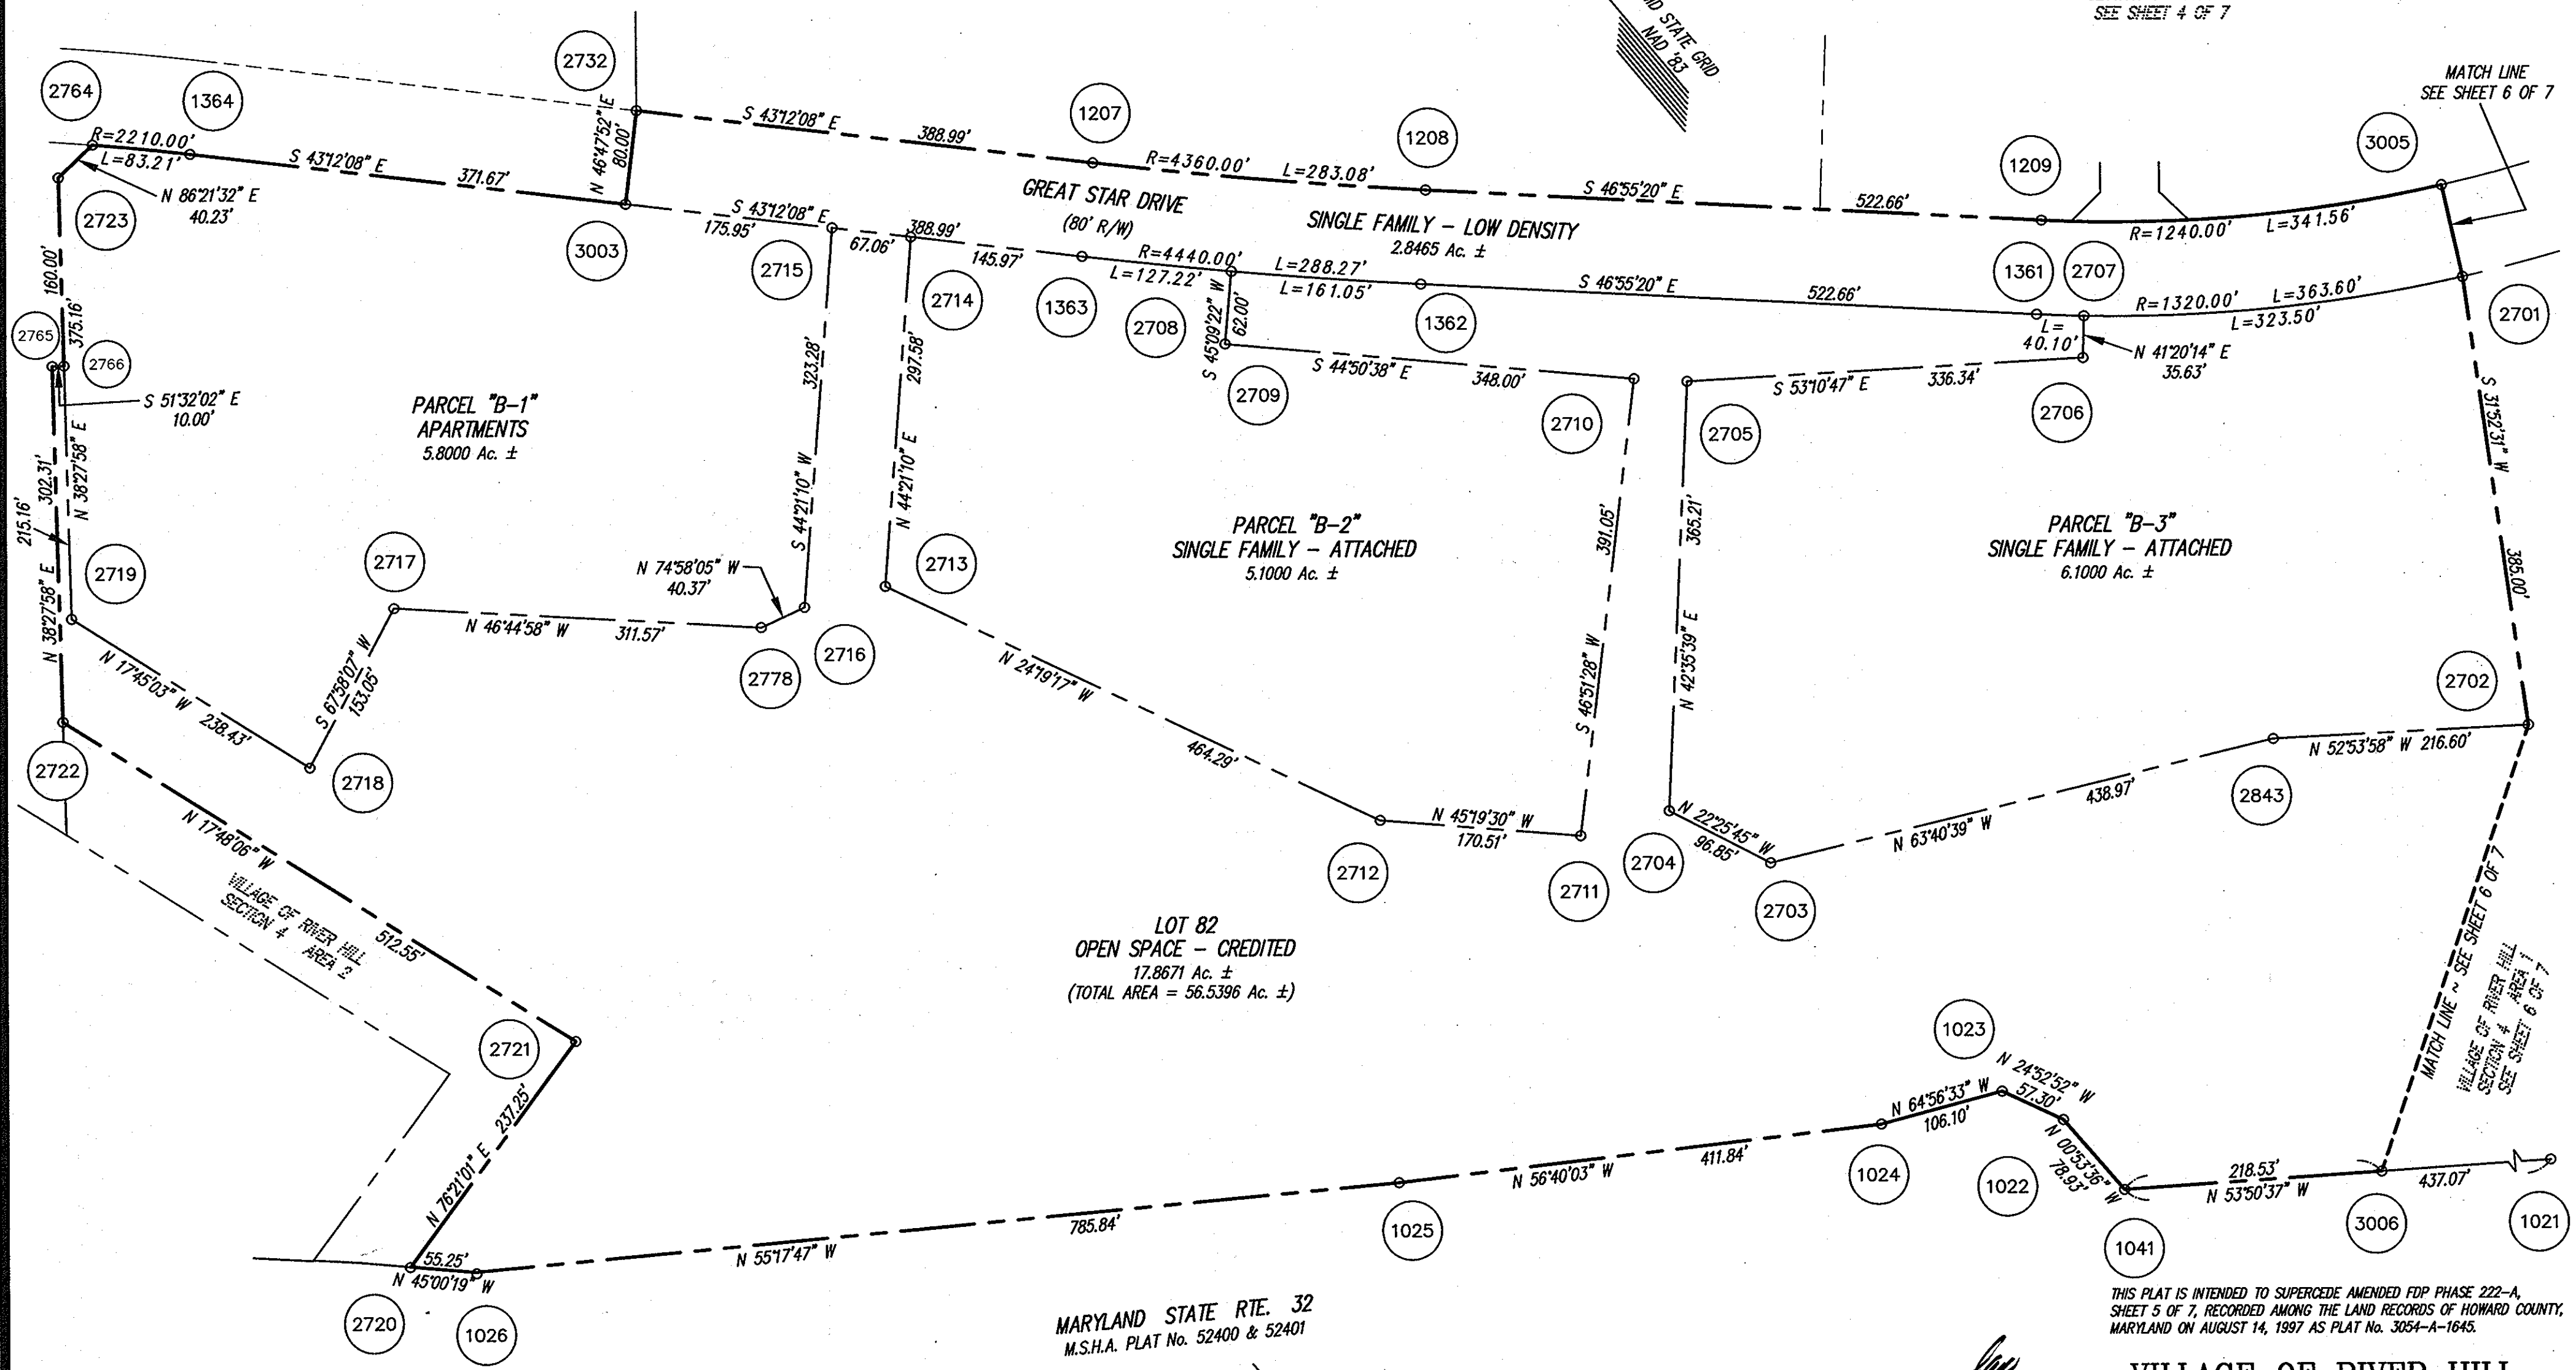 SEE SHEET 4 OF 7
MD STATE GRID
NAD '83
MATCH LINE
SEE SHEET 6 OF 7
2764
1364
2732
1207
1208
1209
3005
R=2210.00'
L=83.21'
S 43°12'08" E
371.67'
N 46°47'52" E
80.00'
S 43°12'08" E
388.99'
R=4360.00'
L=283.08'
S 46°55'20" E
522.66'
R=1240.00'
L=341.56'
N 86°21'32" E
40.23'
2723
3003
GREAT STAR DRIVE
(80' R/W)
SINGLE FAMILY - LOW DENSITY
2.8465 Ac. ±
S 43°12'08" E
175.95'
388.99'
67.06'
145.97'
2715
2714
1363
R=4440.00'
L=127.22'
L=288.27'
L=161.05'
2708
1362
S 46°55'20" E
522.66'
1361
2707
R=1320.00'
L=363.60'
L=323.50'
2701
L=
40.10'
N 41°20'14" E
35.63'
S 45°09'22" W
62.00'
2709
S 44°50'38" E
348.00'
2710
S 53°10'47" E
336.34'
2705
2706
160.00'
375.16'
2765
2766
S 51°32'02" E
10.00'
N 38°27'58" E
302.31'
215.16'
N 38°27'58" E
PARCEL "B-1"
APARTMENTS
5.8000 Ac. ±
323.28'
S 44°21'10" W
297.58'
N 44°21'10" E
PARCEL "B-2"
SINGLE FAMILY - ATTACHED
5.1000 Ac. ±
391.05'
S 46°51'28" W
365.21'
N 42°35'39" E
PARCEL "B-3"
SINGLE FAMILY - ATTACHED
6.1000 Ac. ±
S 31°52'31" W
385.00'
2719
2717
N 74°58'05" W
40.37'
2713
N 46°44'58" W
311.57'
2778
2716
N 17°45'03" W
238.43'
S 67°58'07" W
153.05'
2718
2722
N 24°19'17" W
464.29'
2712
N 45°19'30" W
170.51'
2711
2704
N 22°25'45" W
96.85'
2703
N 63°40'39" W
438.97'
2843
N 52°53'58" W 216.60'
2702
N 17°48'06" W
512.55'
VILLAGE OF RIVER HILL
SECTION 4 AREA 2
LOT 82
OPEN SPACE - CREDITED
17.8671 Ac. ±
(TOTAL AREA = 56.5396 Ac. ±)
MATCH LINE ~ SEE SHEET 6 OF 7
VILLAGE OF RIVER HILL
SECTION 4 AREA 1
SEE SHEET 6 OF 7
2721
N 76°21'01" E
237.25'
55.25'
N 45°00'19" W
2720
1026
N 55°17'47" W
785.84'
1025
N 56°40'03" W
411.84'
1024
N 64°56'33" W
106.10'
1023
N 24°52'52" W
57.30'
1022
N 00°53'36" W
78.93'
1041
218.53'
N 53°50'37" W
3006
437.07'
1021
MARYLAND STATE RTE. 32
M.S.H.A. PLAT No. 52400 & 52401
THIS PLAT IS INTENDED TO SUPERCEDE AMENDED FDP PHASE 222-A,
SHEET 5 OF 7, RECORDED AMONG THE LAND RECORDS OF HOWARD COUNTY,
MARYLAND ON AUGUST 14, 1997 AS PLAT No. 3054-A-1645.
VILLAGE OF RIVER HILL